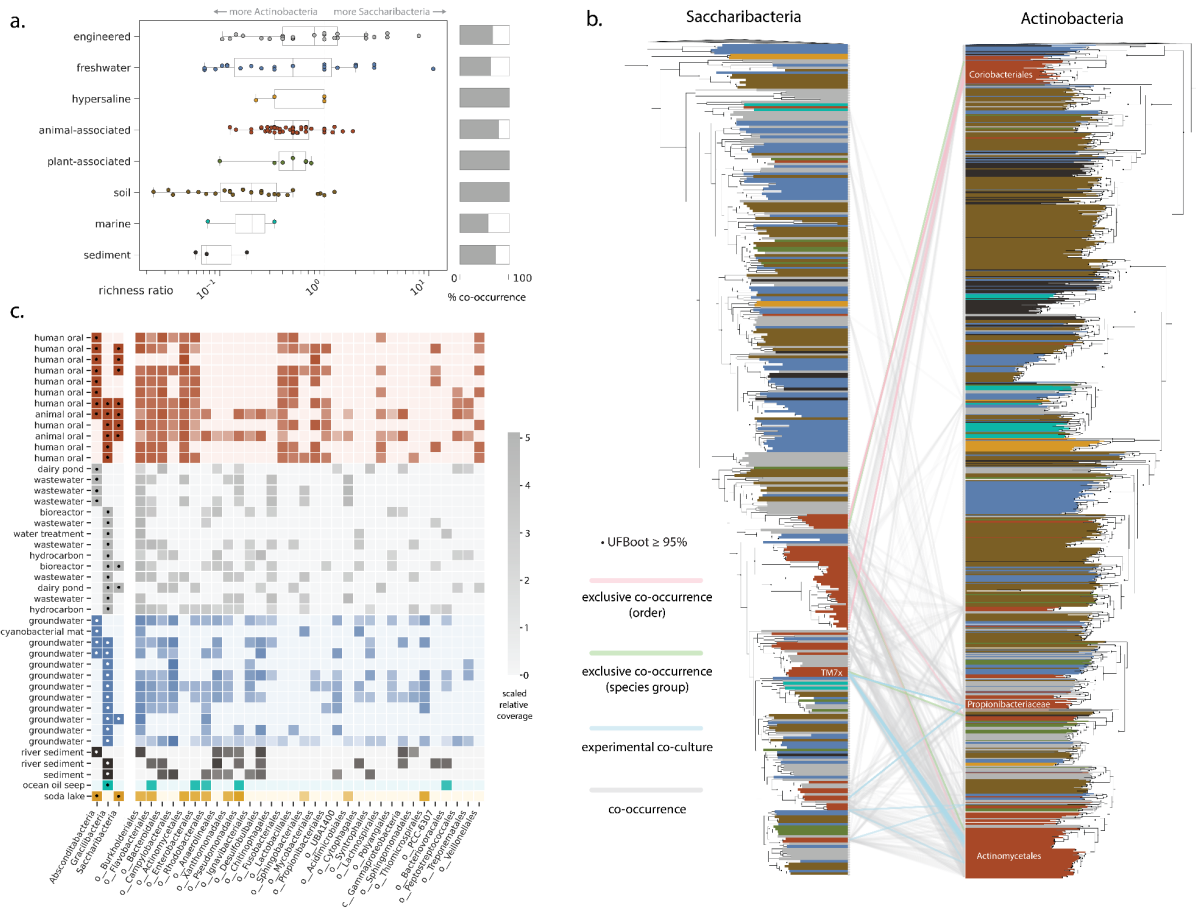 a.
more Actinobacteria
more Saccharibacteria
engineered
freshwater
hypersaline
animal-associated
plant-associated
soil
marine
sediment
richness ratio
10⁻¹
10⁰
10¹
0
100
% co-occurrence
b.
Saccharibacteria
Actinobacteria
Coriobacteriales
TM7x
Propionibacteriaceae
Actinomycetales
• UFBoot ≥ 95%
exclusive co-occurrence
(order)
exclusive co-occurrence
(species group)
experimental co-culture
co-occurrence
c.
human oral
human oral
human oral
human oral
human oral
human oral
human oral
animal oral
human oral
animal oral
human oral
human oral
dairy pond
wastewater
wastewater
wastewater
bioreactor
wastewater
water treatment
wastewater
hydrocarbon
bioreactor
wastewater
dairy pond
wastewater
hydrocarbon
groundwater
cyanobacterial mat
groundwater
groundwater
groundwater
groundwater
groundwater
groundwater
groundwater
groundwater
groundwater
groundwater
river sediment
river sediment
sediment
ocean oil seep
soda lake
5
4
3
2
1
0
scaled
relative
coverage
Absconditabacteria
Gracilibacteria
Saccharibacteria
o__Burkholderiales
o__Flavobacteriales
o__Bacteroidales
o__Campylobacterales
o__Actinomycetales
o__Enterobacterales
o__Rhodobacterales
o__Anaerolineales
o__Xanthomonadales
o__Pseudomonadales
o__Ignavibacteriales
o__Desulfobulbales
o__Chitinophagales
o__Fusobacteriales
o__Lactobacillales
o__Sphingobacteriales
o__Mycobacteriales
o__Propionibacteriales
o__UBA1400
o__Acidimicrobiales
o__Cytophagales
o__Syntrophales
o__Lachnospirales
o__Polyangiales
c__Gammaproteobacteria
o__Sphingomonadales
o__Thiomicrospirales
o__PCC-6307
o__Bacteriovoracales
o__Peptostreptococcales
o__Treponematales
o__Veillonellales